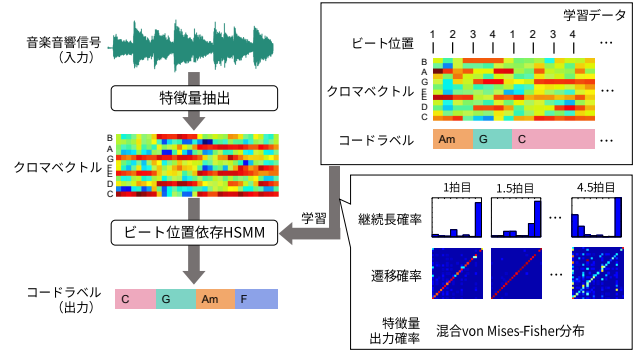 音楽音響信号
（入力）
特徴量抽出
B
A
G
F
E
D
C
クロマベクトル
ビート位置依存HSMM
コードラベル
（出力）
C G Am F
学習
学習データ
ビート位置
1 2 3 4 1 2 3 4 …
クロマベクトル
B
A
G
F
E
D
C
…
コードラベル
Am G C …
1拍目 1.5拍目 4.5拍目
継続長確率 …
遷移確率 …
特徴量
出力確率
混合von Mises-Fisher分布